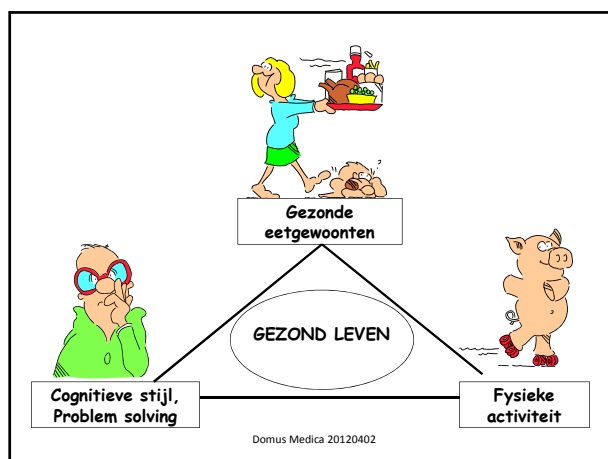 Gezonde
eetgewoonten
GEZOND LEVEN
Cognitieve stijl,
Problem solving
Fysieke
activiteit
Domus Medica 20120402